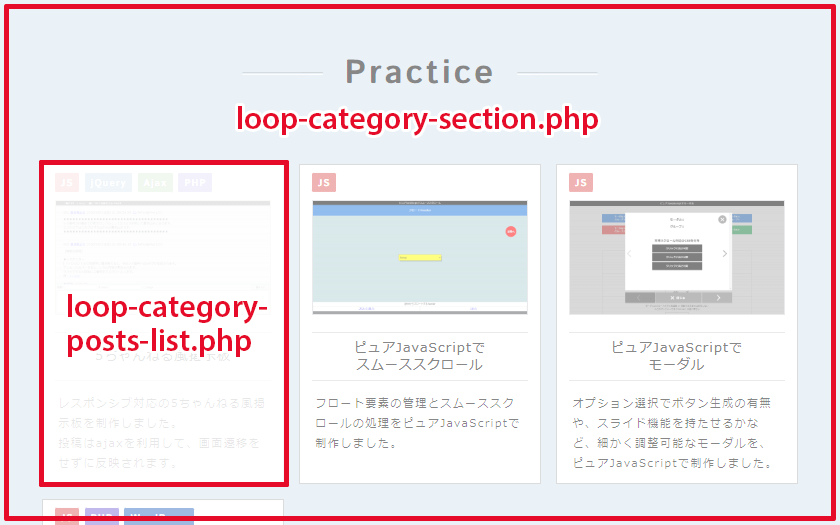 Practice
loop-category-section.php
JS jQuery Ajax PHP
loop-category-
posts-list.php
5ちゃんねる風掲示板
レスポンシブ対応の5ちゃんねる風掲
示板を制作しました。
投稿はajaxを利用して、画面遷移を
せずに反映されます。
JS
ピュアJavaScriptで
スムーススクロール
フロート要素の管理とスムーススク
ロールの処理をピュアJavaScriptで
制作しました。
JS
ピュアJavaScriptで
モーダル
オプション選択でボタン生成の有無
や、スライド機能を持たせるかな
ど、細かく調整可能なモーダルを、
ピュアJavaScriptで制作しました。
JS PHP